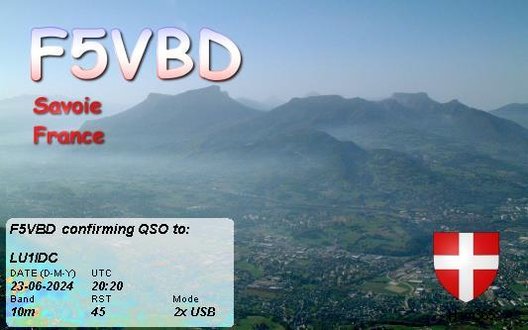 F5VBD
Savoie
France
F5VBD confirming QSO to:
LU1IDC
DATE (D-M-Y) UTC
23-06-2024 20:20
Band RST Mode
10m 45 2x USB